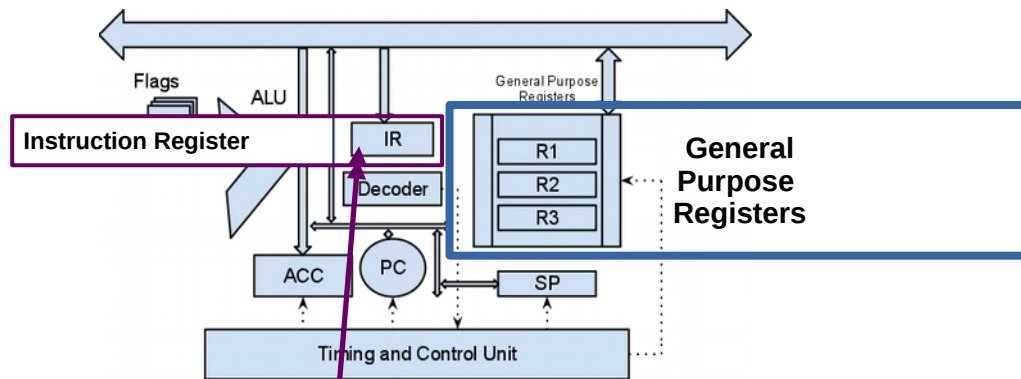 Flags
ALU
General Purpose
Registers
Instruction Register
IR
Decoder
R1
R2
R3
General
Purpose
Registers
ACC
PC
SP
Timing and Control Unit